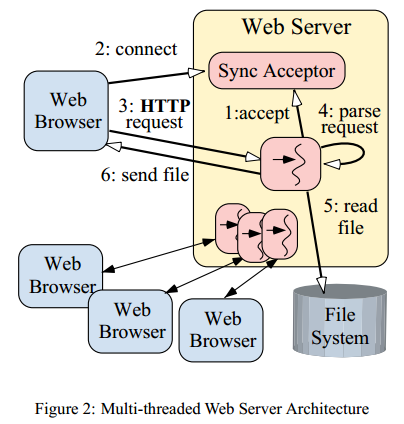 Web Server
2: connect
Sync Acceptor
Web
Browser
3: HTTP
request
1:accept
4: parse
request
6: send file
5: read
file
Web
Browser
Web
Browser
Web
Browser
File
System
Figure 2: Multi-threaded Web Server Architecture